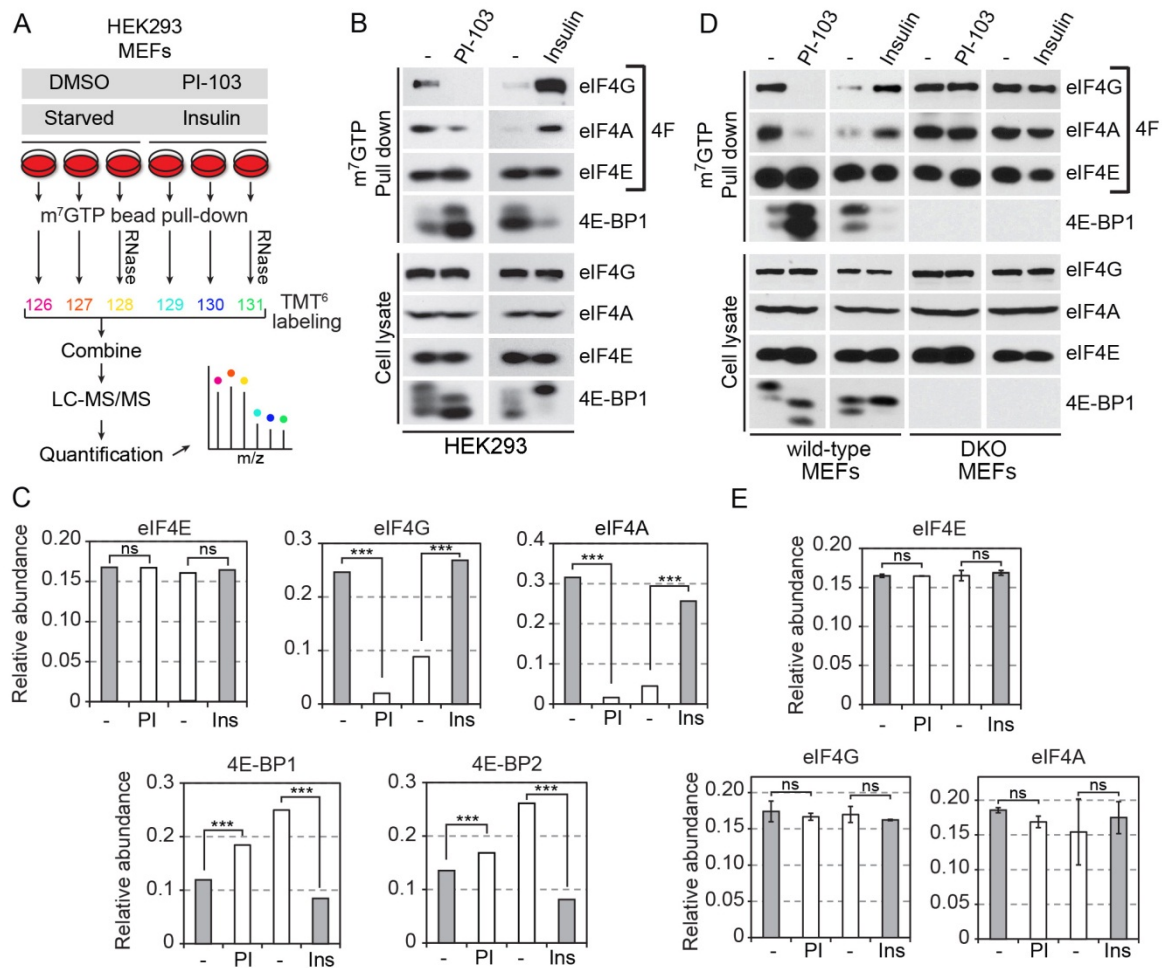 A
HEK293
MEFs
DMSO PI-103
Starved Insulin
m⁷GTP bead pull-down
RNase RNase
126 127 128 129 130 131 TMT⁶
labeling
Combine
LC-MS/MS
Quantification
m/z
B
- PI-103 - Insulin
m⁷GTP
Pull down
eIF4G
eIF4A 4F
eIF4E
4E-BP1
Cell lysate
eIF4G
eIF4A
eIF4E
4E-BP1
HEK293
D
- PI-103 - Insulin - PI-103 - Insulin
m⁷GTP
Pull down
eIF4G
eIF4A 4F
eIF4E
4E-BP1
Cell lysate
eIF4G
eIF4A
eIF4E
4E-BP1
wild-type DKO
MEFs MEFs
C
eIF4E
Relative abundance
0.20
0.15
0.10
0.05
0
ns ns
- PI - Ins
eIF4G
0.3
0.2
0.1
0
*** ***
- PI - Ins
eIF4A
0.4
0.3
0.2
0.1
0
*** ***
- PI - Ins
4E-BP1
Relative abundance
0.3
0.2
0.1
0
*** ***
- PI - Ins
4E-BP2
0.3
0.2
0.1
0
*** ***
- PI - Ins
E
eIF4E
Relative abundance
0.20
0.15
0.10
0.05
0
ns ns
- PI - Ins
eIF4G
Relative abundance
0.20
0.15
0.10
0.05
0
ns ns
- PI - Ins
eIF4A
0.20
0.15
0.10
0.05
0
ns ns
- PI - Ins